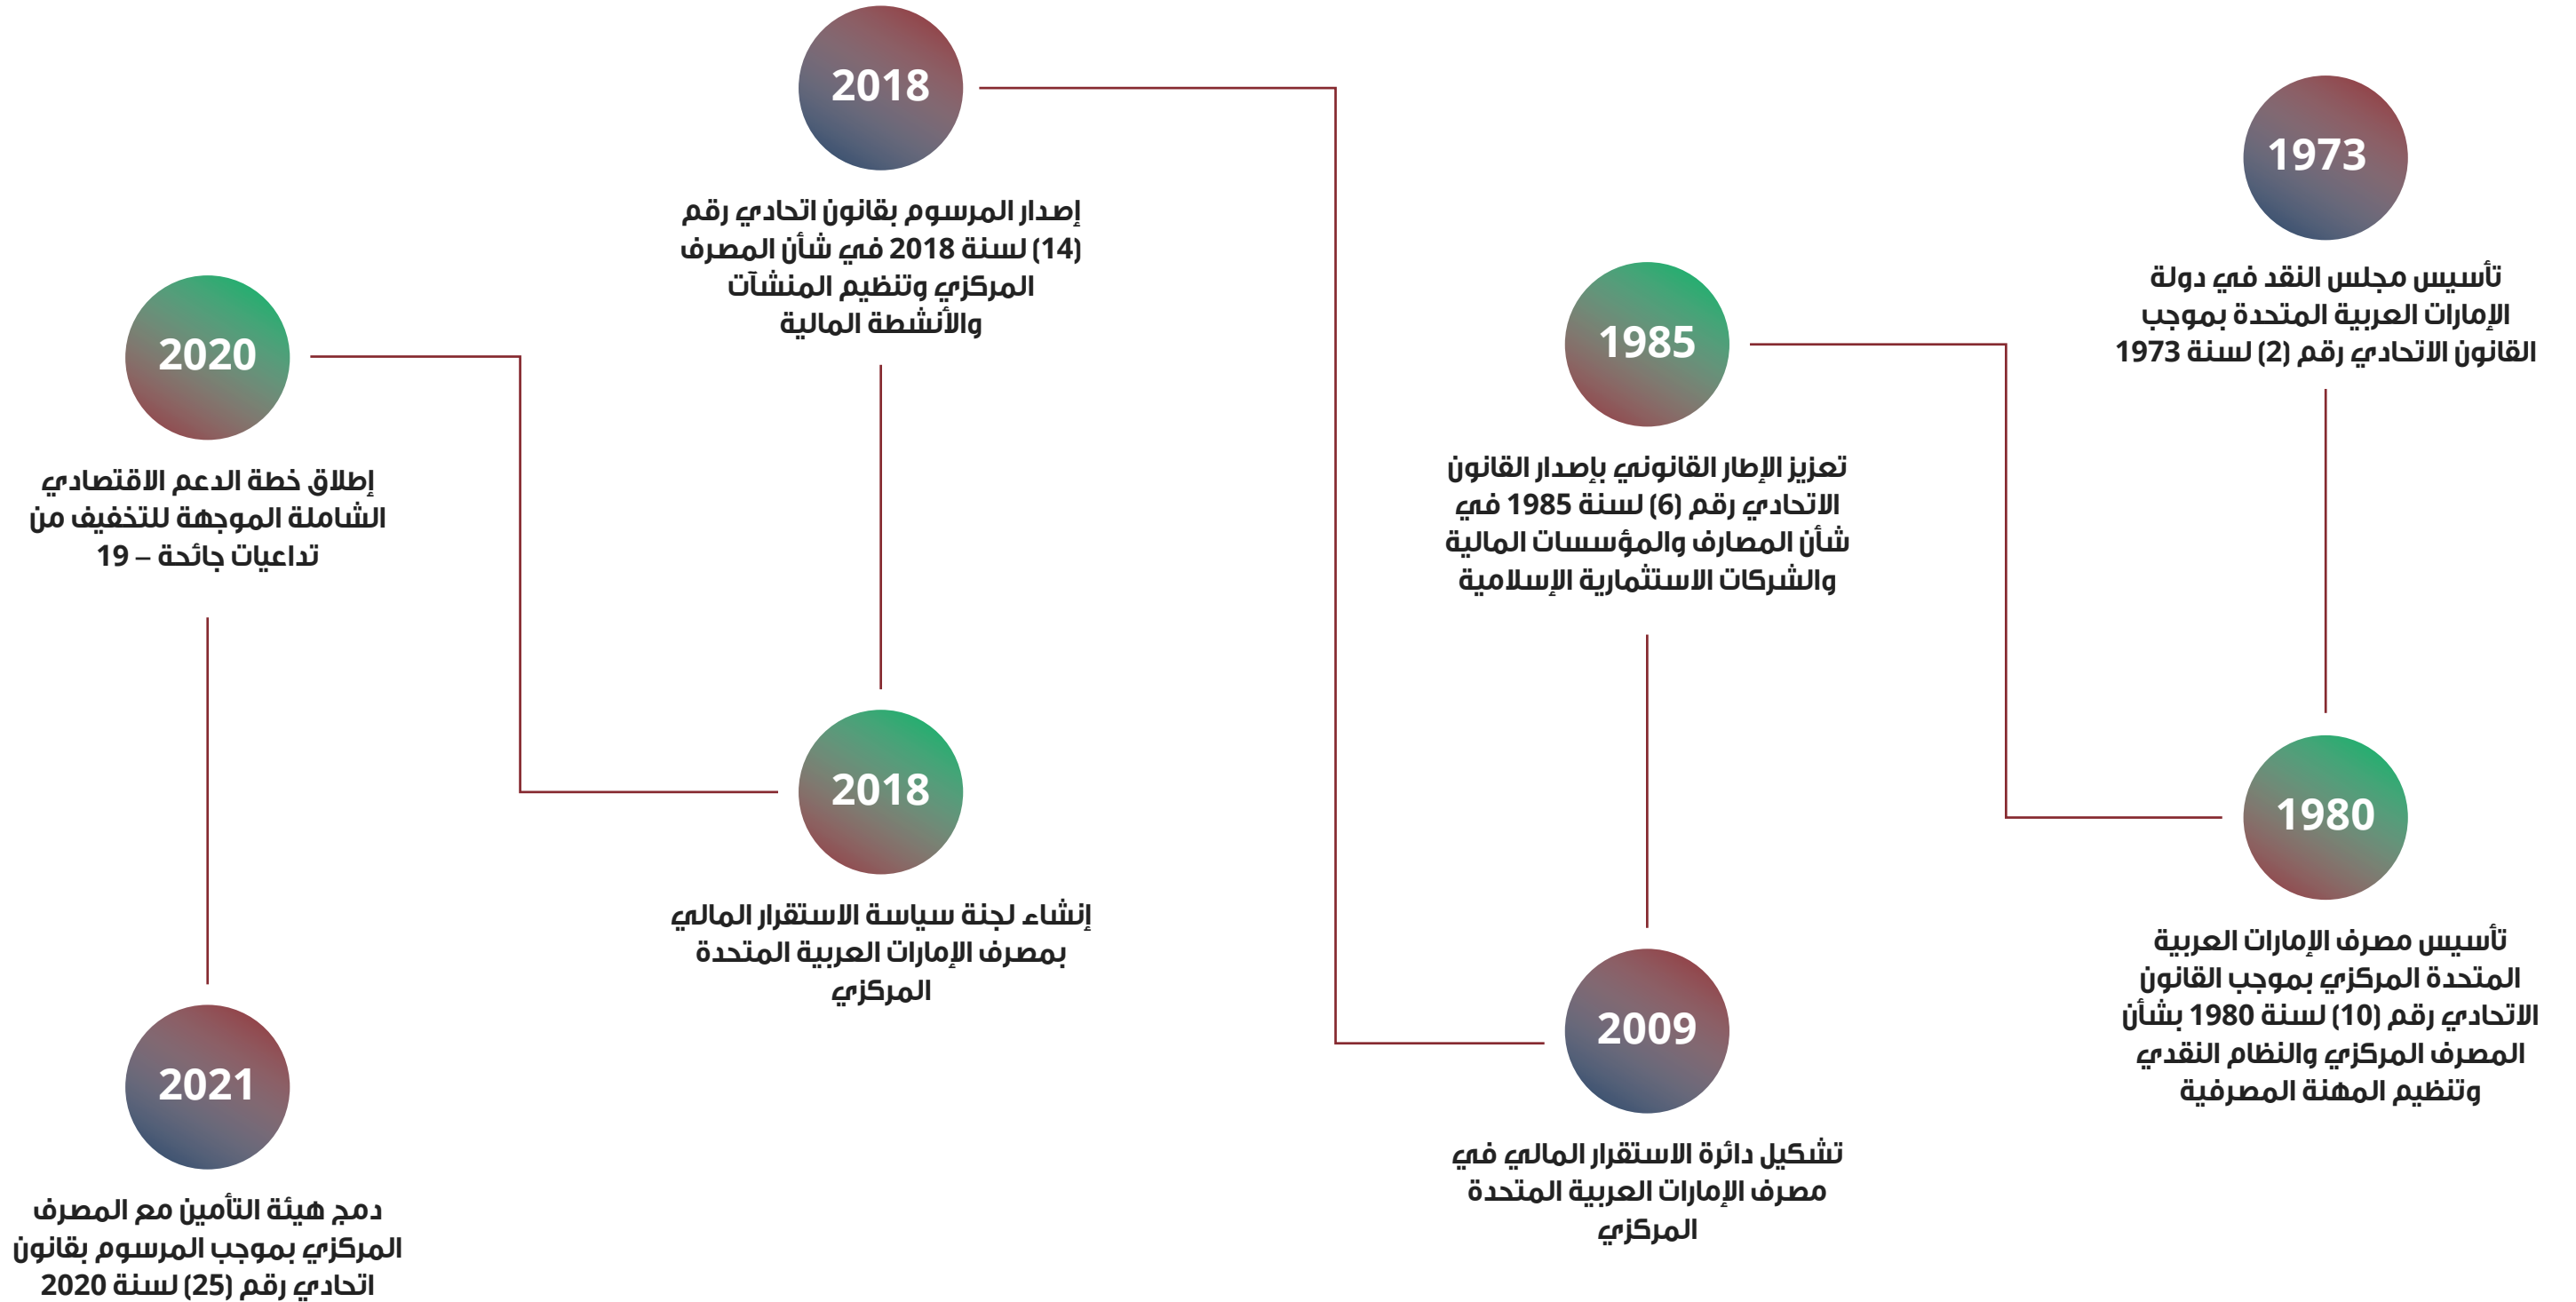 1973
تأسيس مجلس النقد في دولة
الإمارات العربية المتحدة بموجب
القانون الاتحادي رقم (2) لسنة 1973
1980
تأسيس مصرف الإمارات العربية
المتحدة المركزي بموجب القانون
الاتحادي رقم (10) لسنة 1980 بشأن
المصرف المركزي والنظام النقدي
وتنظيم المهنة المصرفية
1985
تعزيز الإطار القانوني بإصدار القانون
الاتحادي رقم (6) لسنة 1985 في
شأن المصارف والمؤسسات المالية
والشركات الاستثمارية الإسلامية
2009
تشكيل دائرة الاستقرار المالي في
مصرف الإمارات العربية المتحدة
المركزي
2018
إصدار المرسوم بقانون اتحادي رقم
(14) لسنة 2018 في شأن المصرف
المركزي وتنظيم المنشآت
والأنشطة المالية
2018
إنشاء لجنة سياسة الاستقرار المالي
بمصرف الإمارات العربية المتحدة
المركزي
2020
إطلاق خطة الدعم الاقتصادي
الشاملة الموجهة للتخفيف من
تداعيات جائحة – 19
2021
دمج هيئة التأمين مع المصرف
المركزي بموجب المرسوم بقانون
اتحادي رقم (25) لسنة 2020